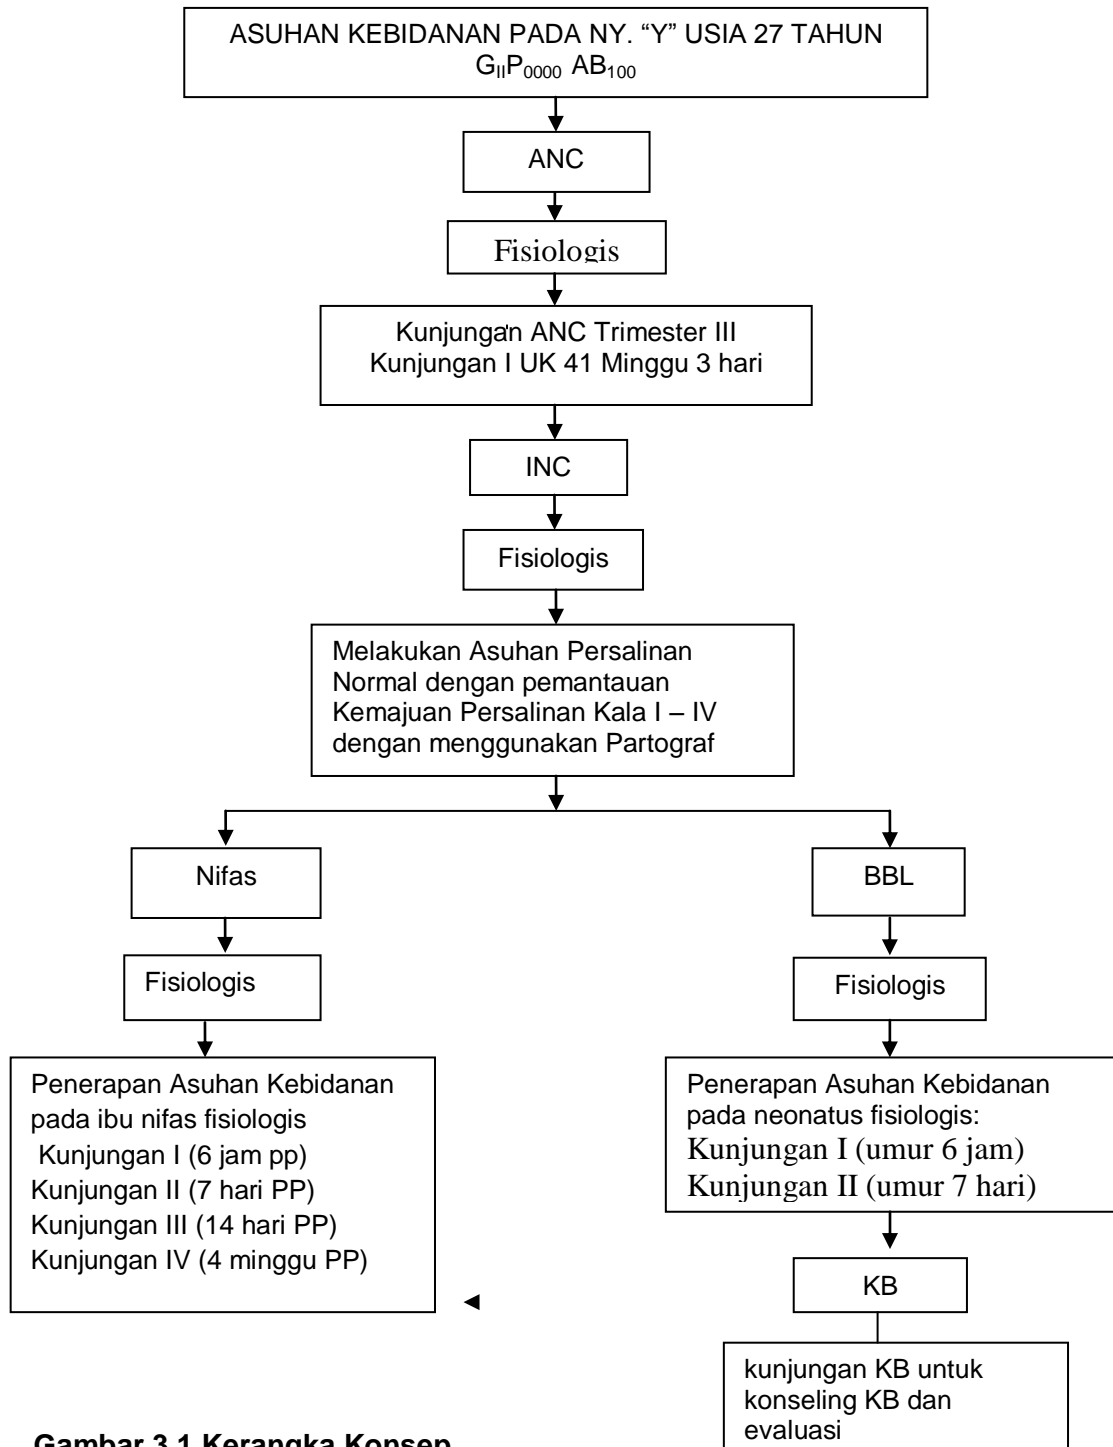 ASUHAN KEBIDANAN PADA NY. “Y” USIA 27 TAHUN
GIIP0000 AB100
ANC
Fisiologis
Kunjungan ANC Trimester III
Kunjungan I UK 41 Minggu 3 hari
INC
Fisiologis
Melakukan Asuhan Persalinan
Normal dengan pemantauan
Kemajuan Persalinan Kala I – IV
dengan menggunakan Partograf
Nifas
Fisiologis
Penerapan Asuhan Kebidanan
pada ibu nifas fisiologis
Kunjungan I (6 jam pp)
Kunjungan II (7 hari PP)
Kunjungan III (14 hari PP)
Kunjungan IV (4 minggu PP)
BBL
Fisiologis
Penerapan Asuhan Kebidanan
pada neonatus fisiologis:
Kunjungan I (umur 6 jam)
Kunjungan II (umur 7 hari)
KB
kunjungan KB untuk
konseling KB dan
evaluasi
Gambar 3.1 Kerangka Konsep